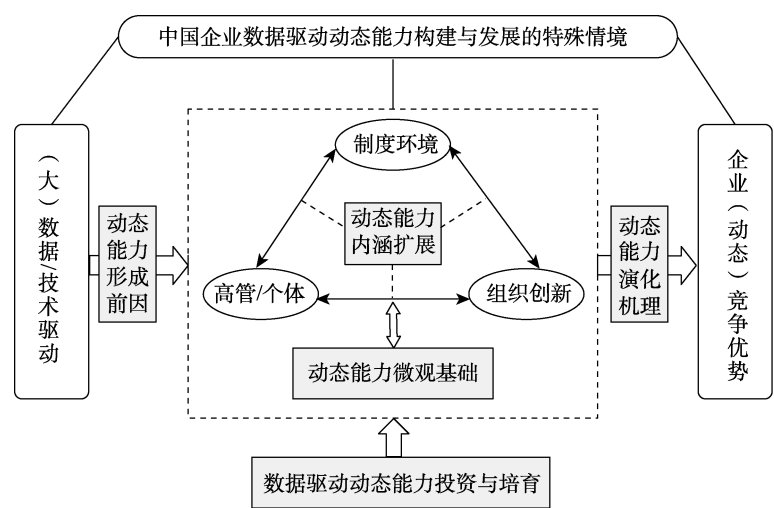 中国企业数据驱动动态能力构建与发展的特殊情境
（大）数据/技术驱动
动态
能力
形成
前因
制度环境
动态能力
内涵扩展
高管/个体
组织创新
动态能力微观基础
动态
能力
演化
机理
企业（动态）竞争优势
数据驱动动态能力投资与培育